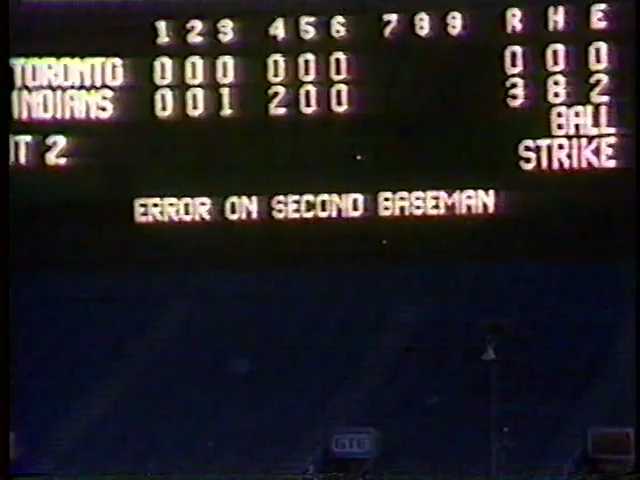 1 2 3 4 5 6 7 8 9 R H E
TORONTO 0 0 0 0 0 0 0 0 0
INDIANS 0 0 1 2 0 0 3 8 2
BALL
IT 2 STRIKE
ERROR ON SECOND BASEMAN